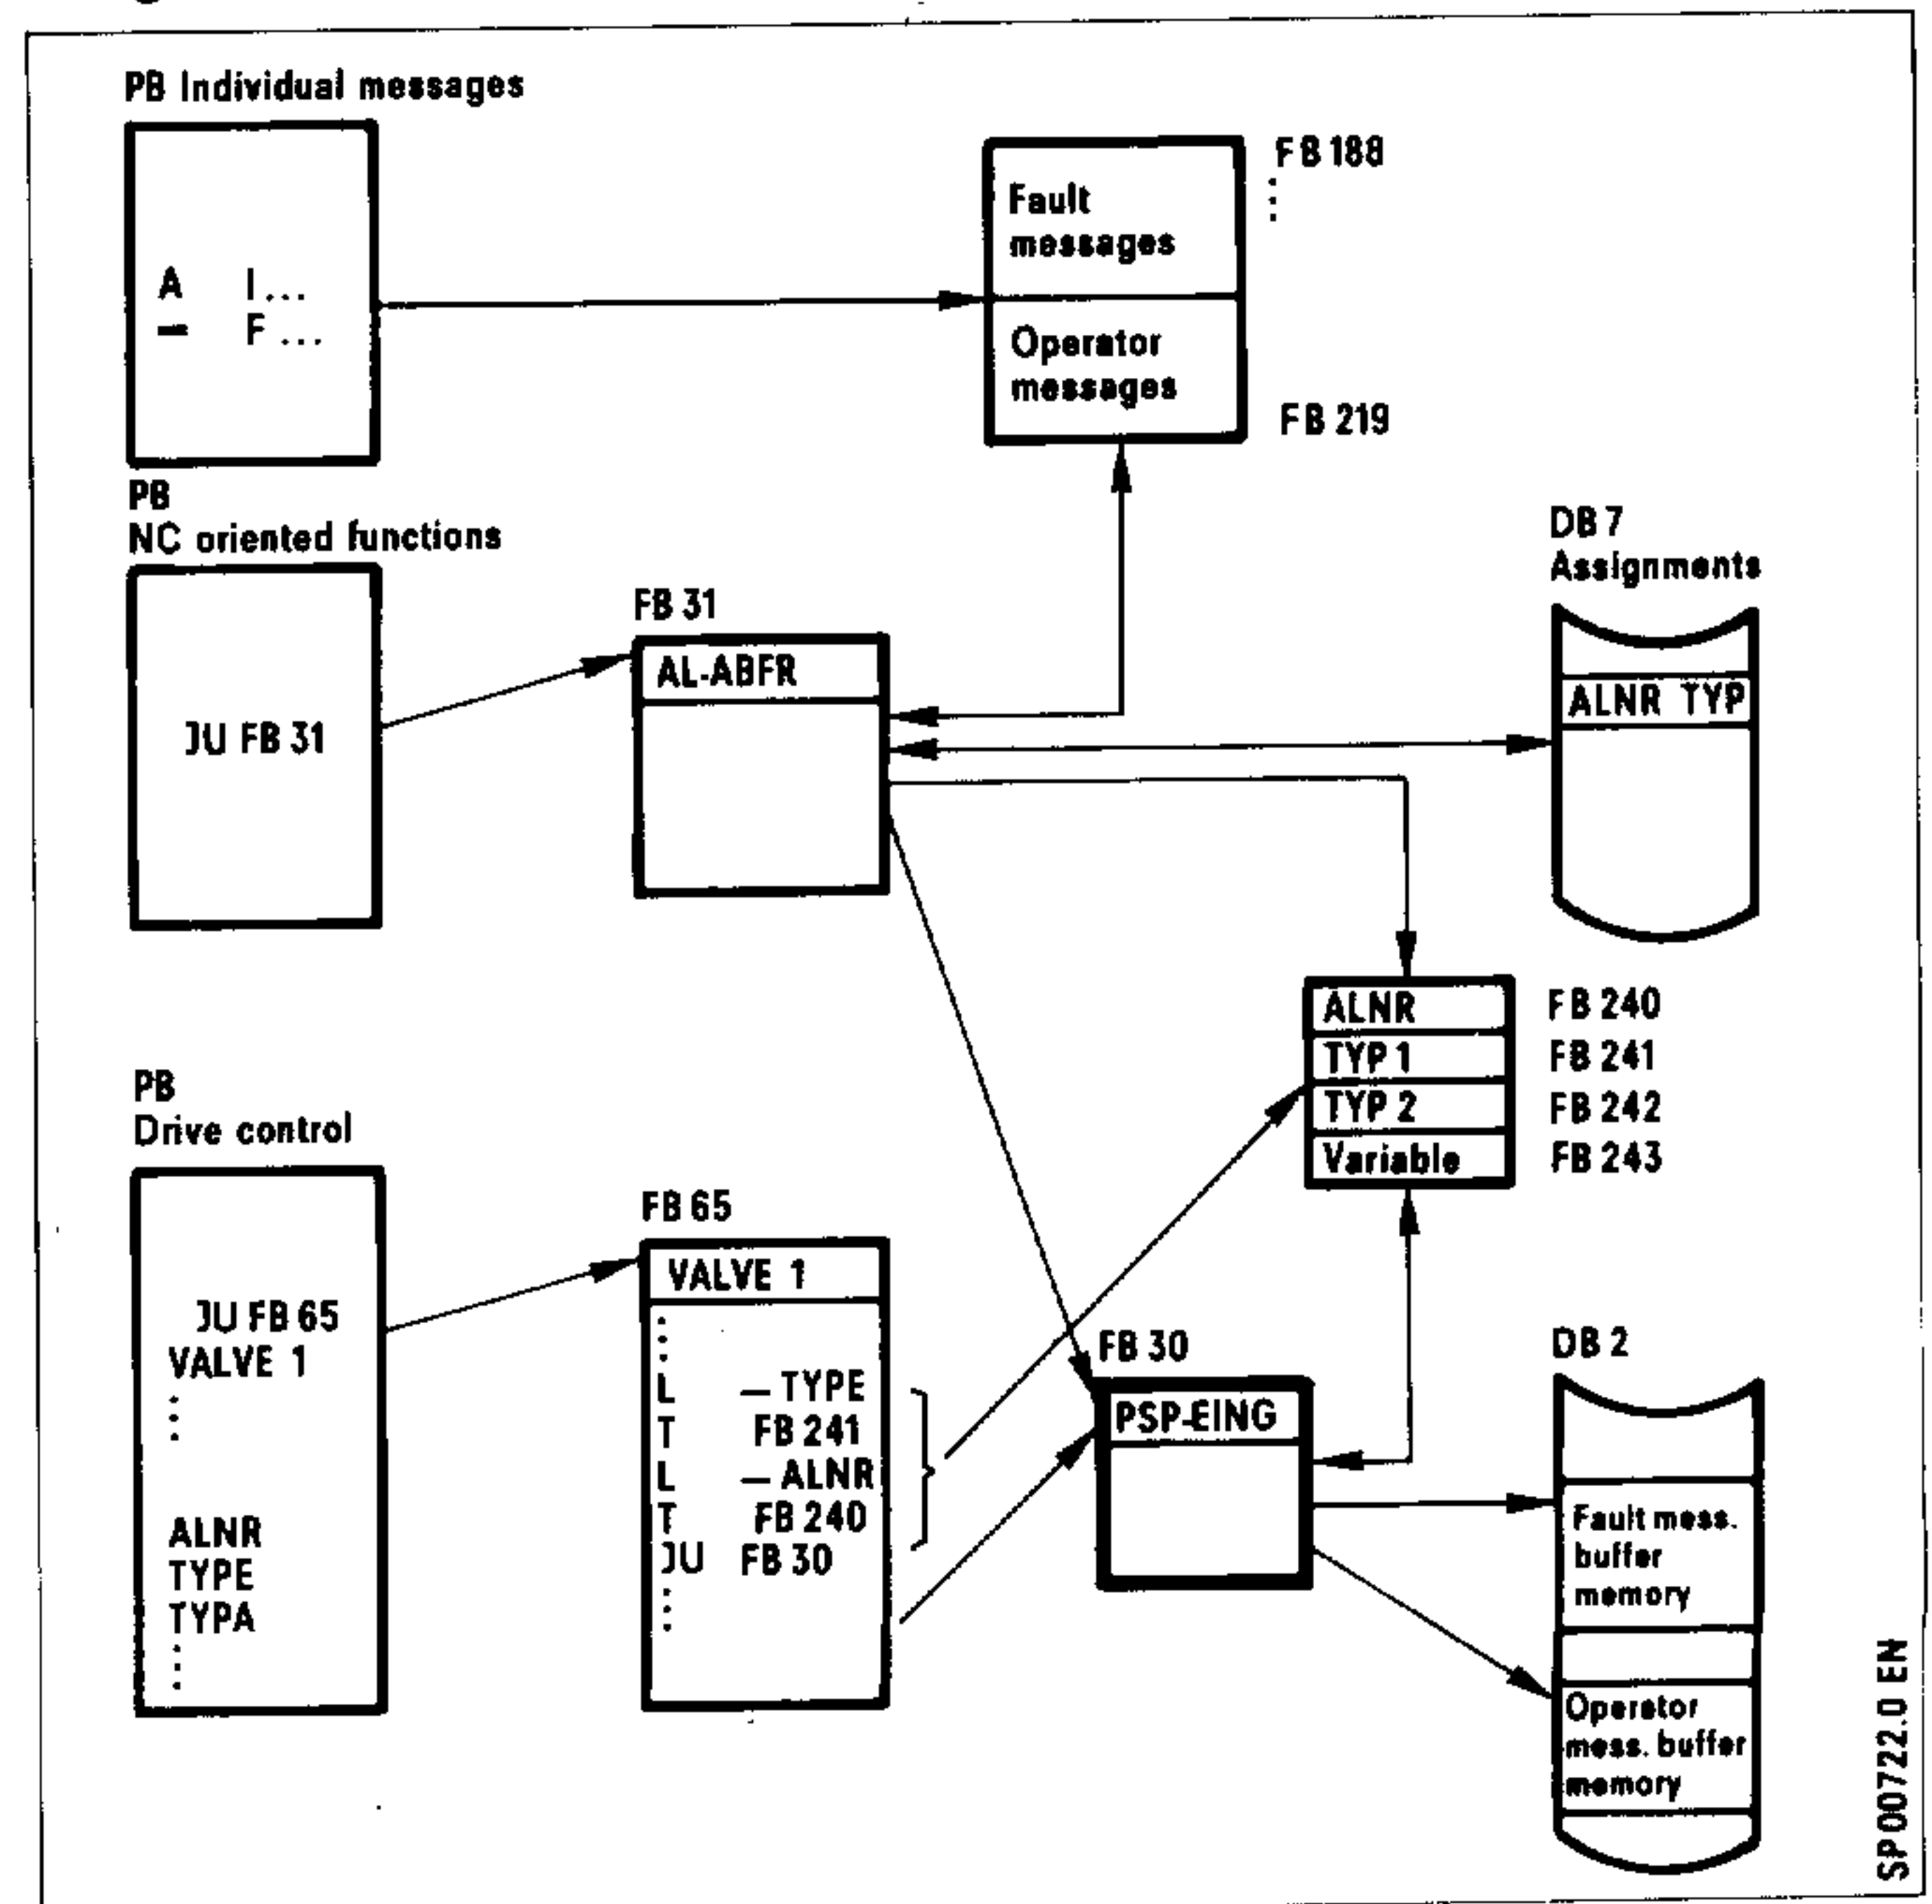 PB Individual messages
A I...
— F...
Fault
messages
Operator
messages
FB 188
⋮
FB 219
PB
NC oriented functions
JU FB 31
FB 31
AL-ABFR
DB 7
Assignments
ALNR TYP
ALNR FB 240
TYP 1 FB 241
TYP 2 FB 242
Variable FB 243
PB
Drive control
JU FB 65
VALVE 1
⋮
ALNR
TYPE
TYPA
⋮
FB 65
VALVE 1
⋮
L — TYPE
T FB 241
L — ALNR
T FB 240
JU FB 30
⋮
FB 30
PSP-EING
DB 2
Fault mess.
buffer
memory
Operator
mess. buffer
memory
SP00722.0 EN